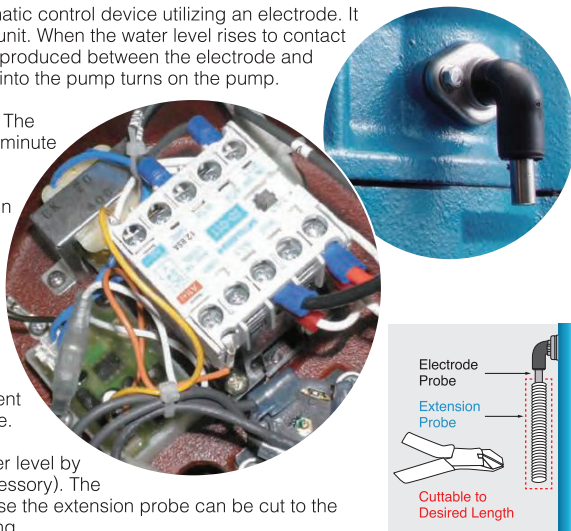 matic control device utilizing an electrode. It
unit. When the water level rises to contact
produced between the electrode and
into the pump turns on the pump.
The
minute
n
ent
e.
er level by
essory). The
se the extension probe can be cut to the
Electrode
Probe
Extension
Probe
Cuttable to
Desired Length